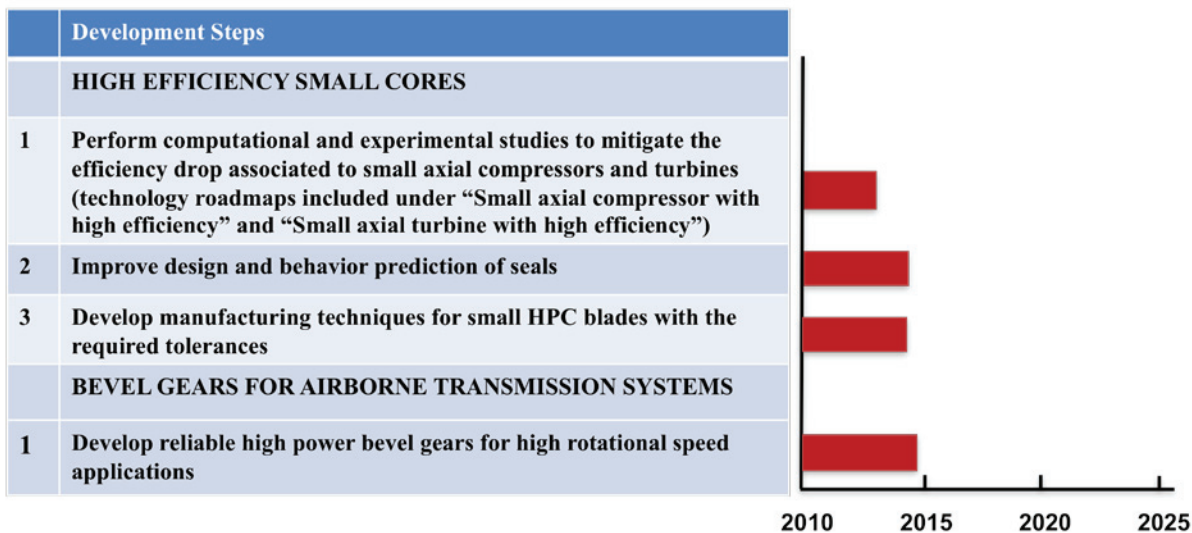 Development Steps
HIGH EFFICIENCY SMALL CORES
1 Perform computational and experimental studies to mitigate the
efficiency drop associated to small axial compressors and turbines
(technology roadmaps included under “Small axial compressor with
high efficiency” and “Small axial turbine with high efficiency”)
2 Improve design and behavior prediction of seals
3 Develop manufacturing techniques for small HPC blades with the
required tolerances
BEVEL GEARS FOR AIRBORNE TRANSMISSION SYSTEMS
1 Develop reliable high power bevel gears for high rotational speed
applications
2010 2015 2020 2025